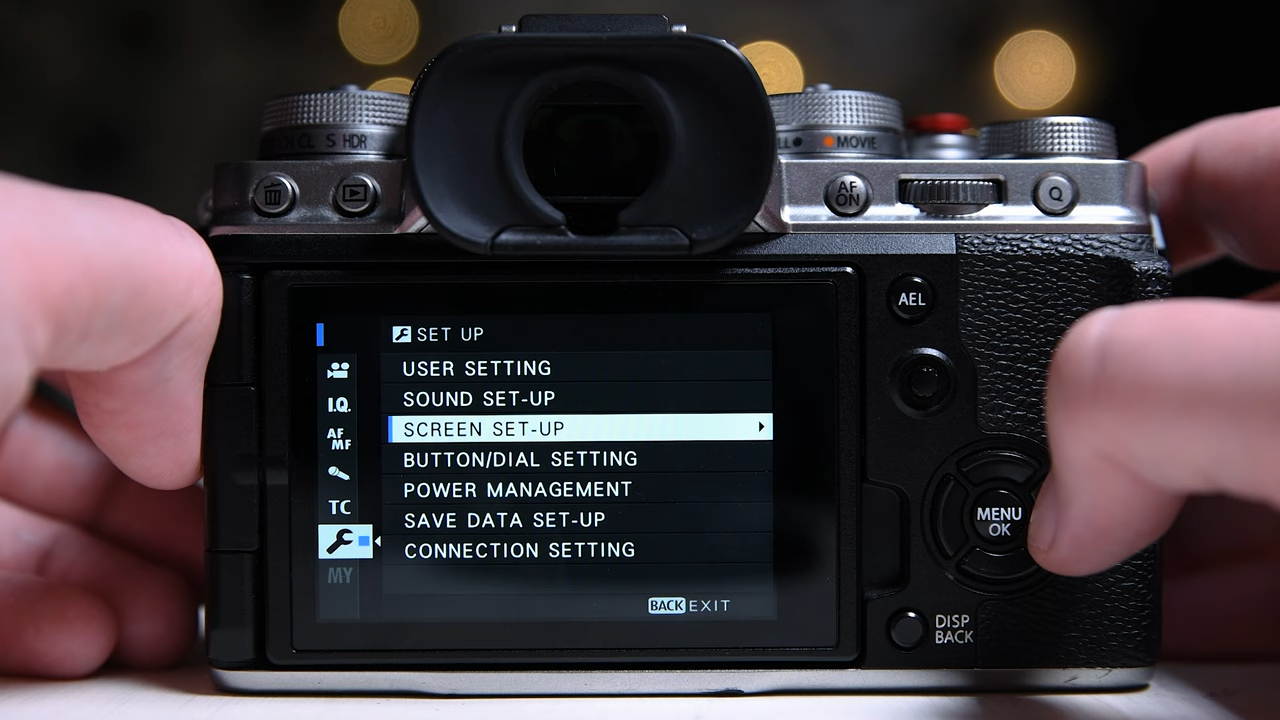 CL S HDR
MOVIE
AF
ON
Q
AEL
SET UP
USER SETTING
SOUND SET-UP
I.Q.
SCREEN SET-UP
AF
MF
BUTTON/DIAL SETTING
POWER MANAGEMENT
TC
SAVE DATA SET-UP
CONNECTION SETTING
MY
BACK EXIT
MENU
OK
DISP
BACK